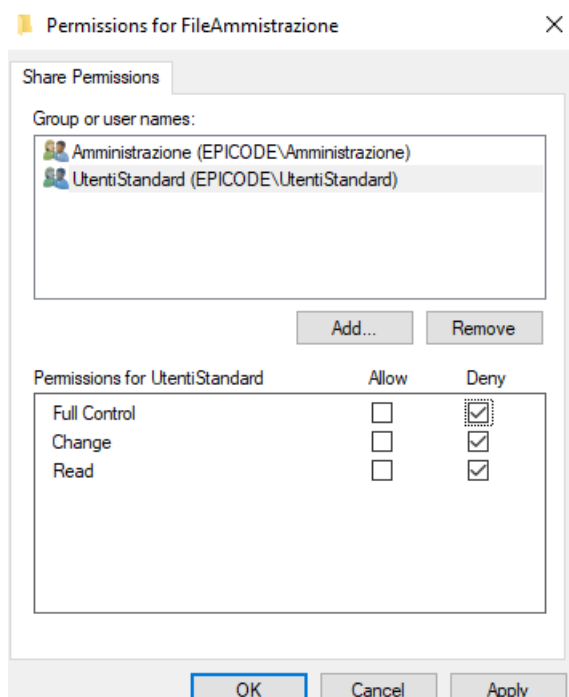 Permissions for FileAmmistrazione
Share Permissions
Group or user names:
Amministrazione (EPICODE\Amministrazione)
UtentiStandard (EPICODE\UtentiStandard)
Add...
Remove
Permissions for UtentiStandard Allow Deny
Full Control
Change
Read
OK Cancel Apply